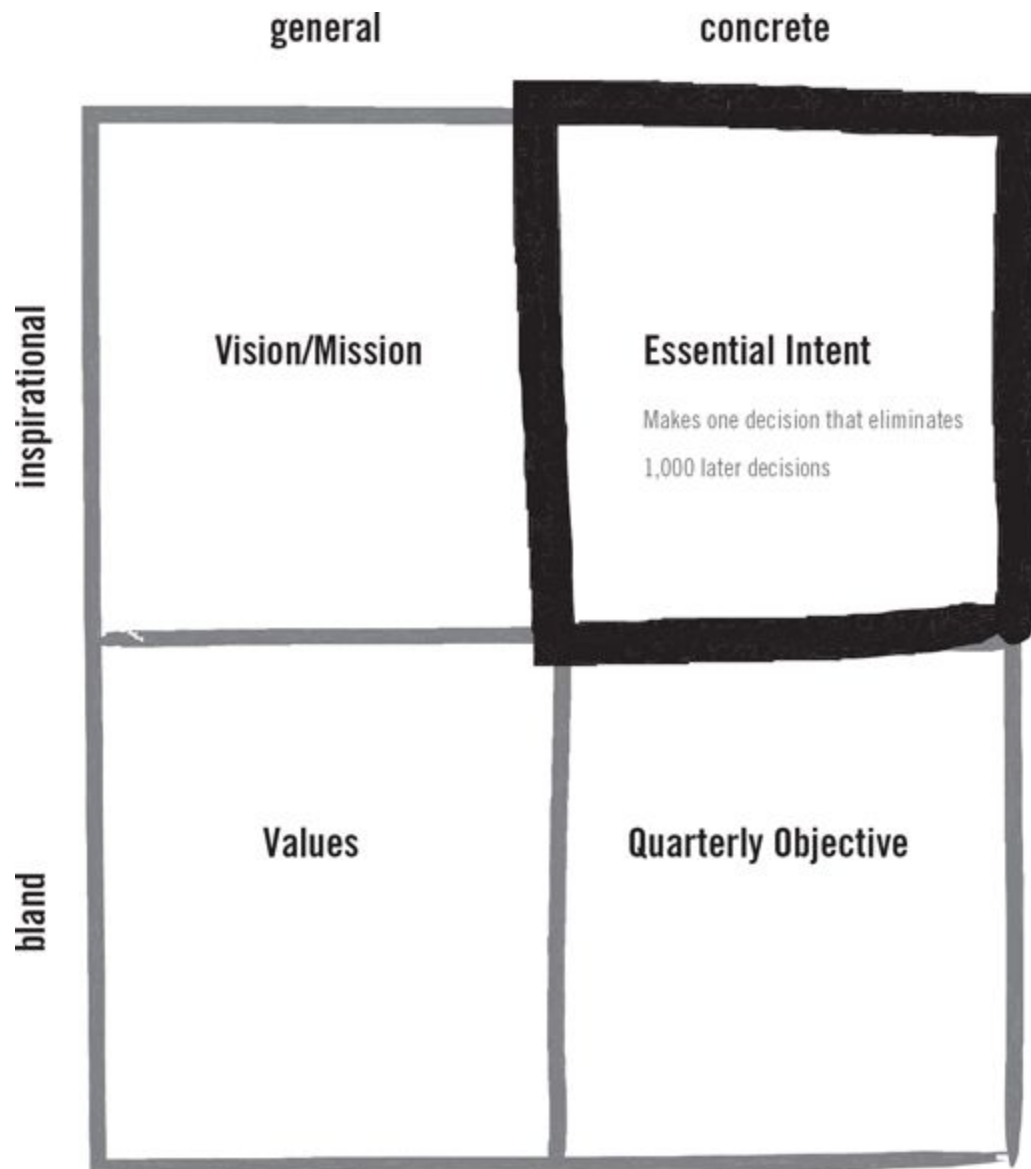 general
concrete
inspirational
Vision/Mission
Essential Intent
Makes one decision that eliminates
1,000 later decisions
bland
Values
Quarterly Objective